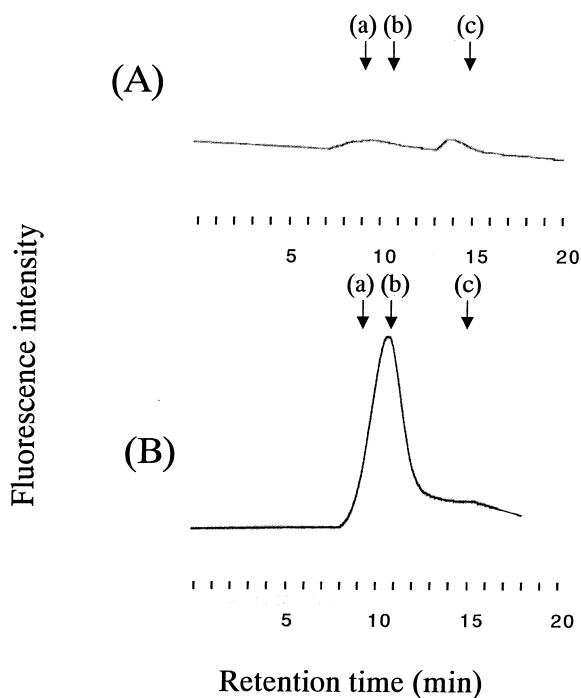 (a) (b) (c)
(A)
5 10 15 20
Fluorescence intensity
(a) (b) (c)
(B)
5 10 15 20
Retention time (min)